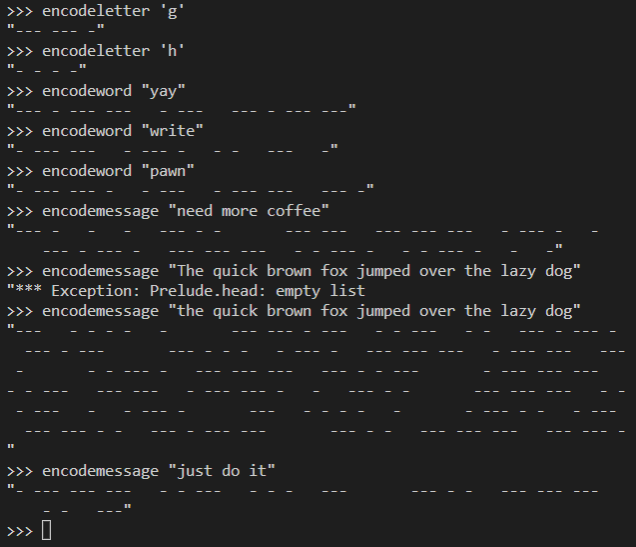 >>> encodeletter 'g'
"--- --- -"
>>> encodeletter 'h'
"- - - -"
>>> encodeword "yay"
"--- - --- ---   - ---   --- - --- ---"
>>> encodeword "write"
"- --- ---   - --- -   - -   ---   -"
>>> encodeword "pawn"
"- --- --- -   - ---   - --- ---   --- -"
>>> encodemessage "need more coffee"
"--- -   -   -   --- - -       --- ---   --- --- ---   - --- -   -
    --- - --- -   --- --- ---   - - --- -   - - --- -   -   -"
>>> encodemessage "The quick brown fox jumped over the lazy dog"
"*** Exception: Prelude.head: empty list
>>> encodemessage "the quick brown fox jumped over the lazy dog"
"---   - - - -   -       --- --- - ---   - - ---   - -   --- - --- -
  --- - ---       --- - - -   - --- -   --- --- ---   - --- ---   ---
 -       - - --- -   --- --- ---   --- - - ---       - --- --- ---
- - ---   --- ---   - --- --- -   -   --- - -       --- --- ---   - -
 - ---   -   - --- -       ---   - - - -   -       - --- - -   - ---
  --- --- - -   --- - --- ---       --- - -   --- --- ---   --- --- -
"
>>> encodemessage "just do it"
"- --- --- ---   - - ---   - - -   ---       --- - -   --- --- ---
    - -   ---"
>>>